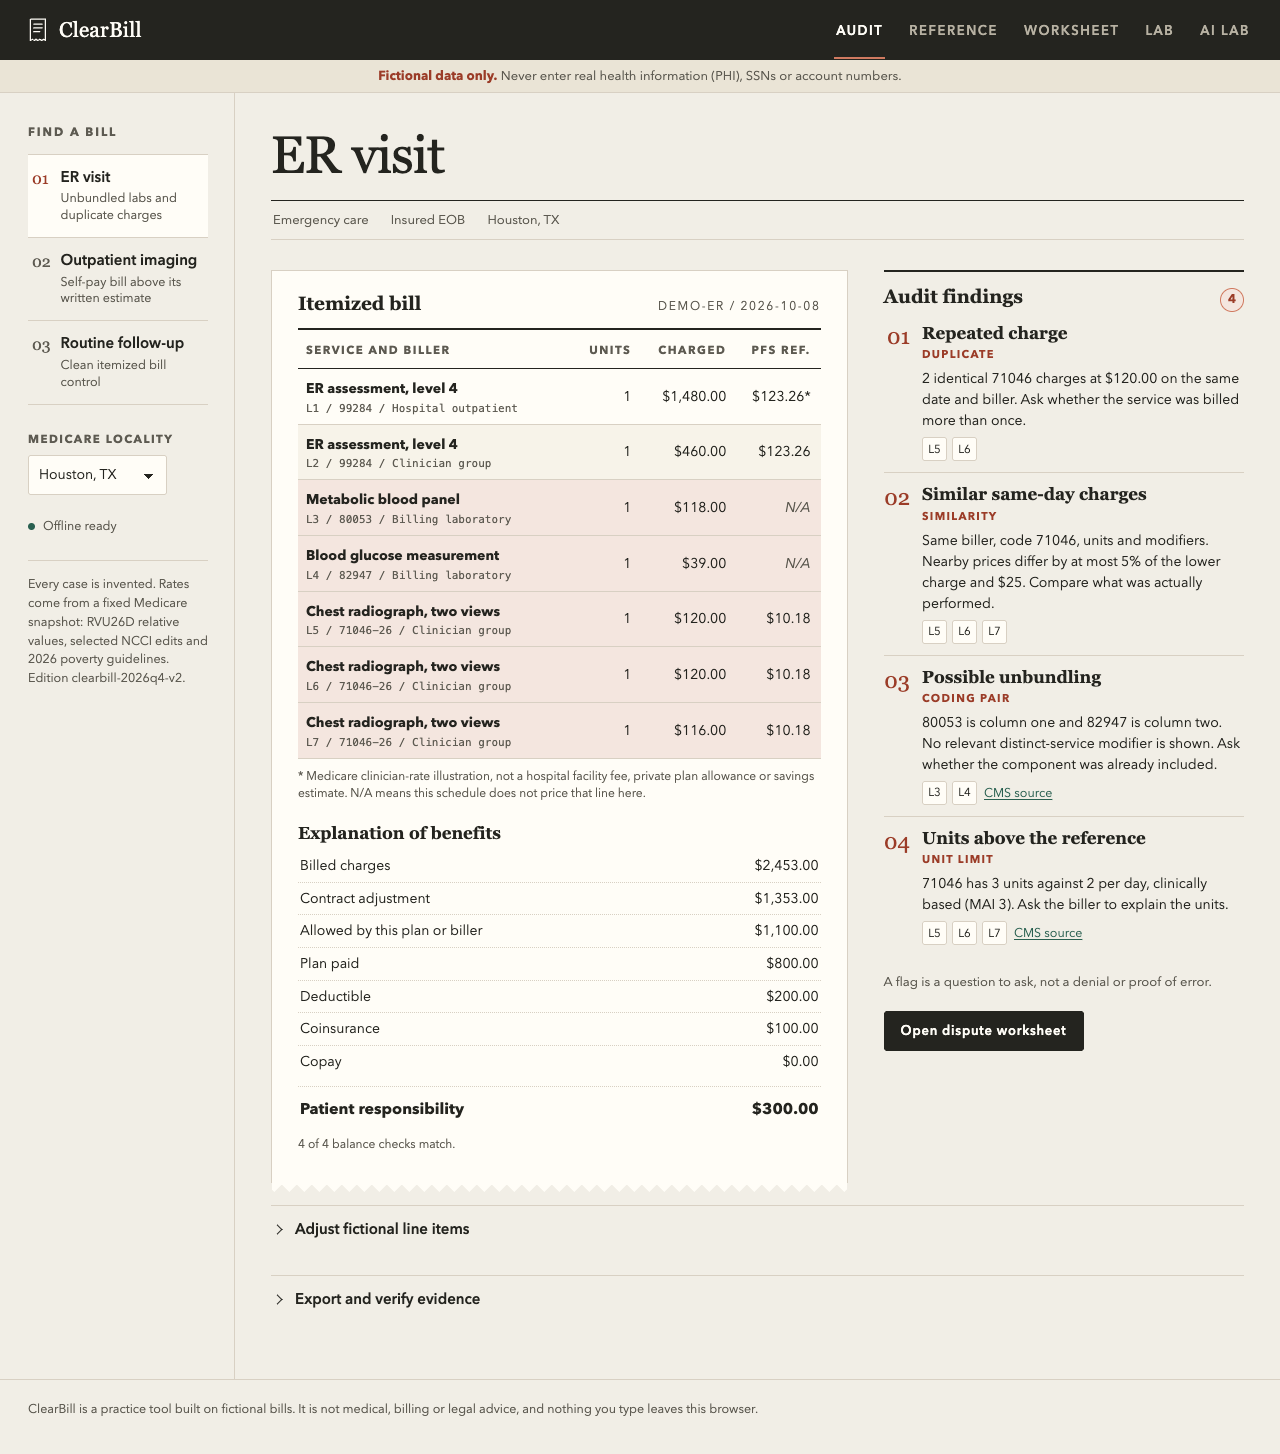 ClearBill
AUDIT REFERENCE WORKSHEET LAB AI LAB
Fictional data only. Never enter real health information (PHI), SSNs or account numbers.
FIND A BILL
01 ER visit
Unbundled labs and
duplicate charges
02 Outpatient imaging
Self-pay bill above its
written estimate
03 Routine follow-up
Clean itemized bill
control
MEDICARE LOCALITY
Houston, TX
Offline ready
Every case is invented. Rates
come from a fixed Medicare
snapshot: RVU26D relative
values, selected NCCI edits and
2026 poverty guidelines.
Edition clearbill-2026q4-v2.
ER visit
Emergency care Insured EOB Houston, TX
Itemized bill DEMO-ER / 2026-10-08
SERVICE AND BILLER UNITS CHARGED PFS REF.
ER assessment, level 4 1 $1,480.00 $123.26*
L1 / 99284 / Hospital outpatient
ER assessment, level 4 1 $460.00 $123.26
L2 / 99284 / Clinician group
Metabolic blood panel 1 $118.00 N/A
L3 / 80053 / Billing laboratory
Blood glucose measurement 1 $39.00 N/A
L4 / 82947 / Billing laboratory
Chest radiograph, two views 1 $120.00 $10.18
L5 / 71046-26 / Clinician group
Chest radiograph, two views 1 $120.00 $10.18
L6 / 71046-26 / Clinician group
Chest radiograph, two views 1 $116.00 $10.18
L7 / 71046-26 / Clinician group
* Medicare clinician-rate illustration, not a hospital facility fee, private plan allowance or savings
estimate. N/A means this schedule does not price that line here.
Explanation of benefits
Billed charges $2,453.00
Contract adjustment $1,353.00
Allowed by this plan or biller $1,100.00
Plan paid $800.00
Deductible $200.00
Coinsurance $100.00
Copay $0.00
Patient responsibility $300.00
4 of 4 balance checks match.
Audit findings 4
01 Repeated charge
DUPLICATE
2 identical 71046 charges at $120.00 on the same
date and biller. Ask whether the service was billed
more than once.
L5 L6
02 Similar same-day charges
SIMILARITY
Same biller, code 71046, units and modifiers.
Nearby prices differ by at most 5% of the lower
charge and $25. Compare what was actually
performed.
L5 L6 L7
03 Possible unbundling
CODING PAIR
80053 is column one and 82947 is column two.
No relevant distinct-service modifier is shown. Ask
whether the component was already included.
L3 L4 CMS source
04 Units above the reference
UNIT LIMIT
71046 has 3 units against 2 per day, clinically
based (MAI 3). Ask the biller to explain the units.
L5 L6 L7 CMS source
A flag is a question to ask, not a denial or proof of error.
Open dispute worksheet
Adjust fictional line items
Export and verify evidence
ClearBill is a practice tool built on fictional bills. It is not medical, billing or legal advice, and nothing you type leaves this browser.